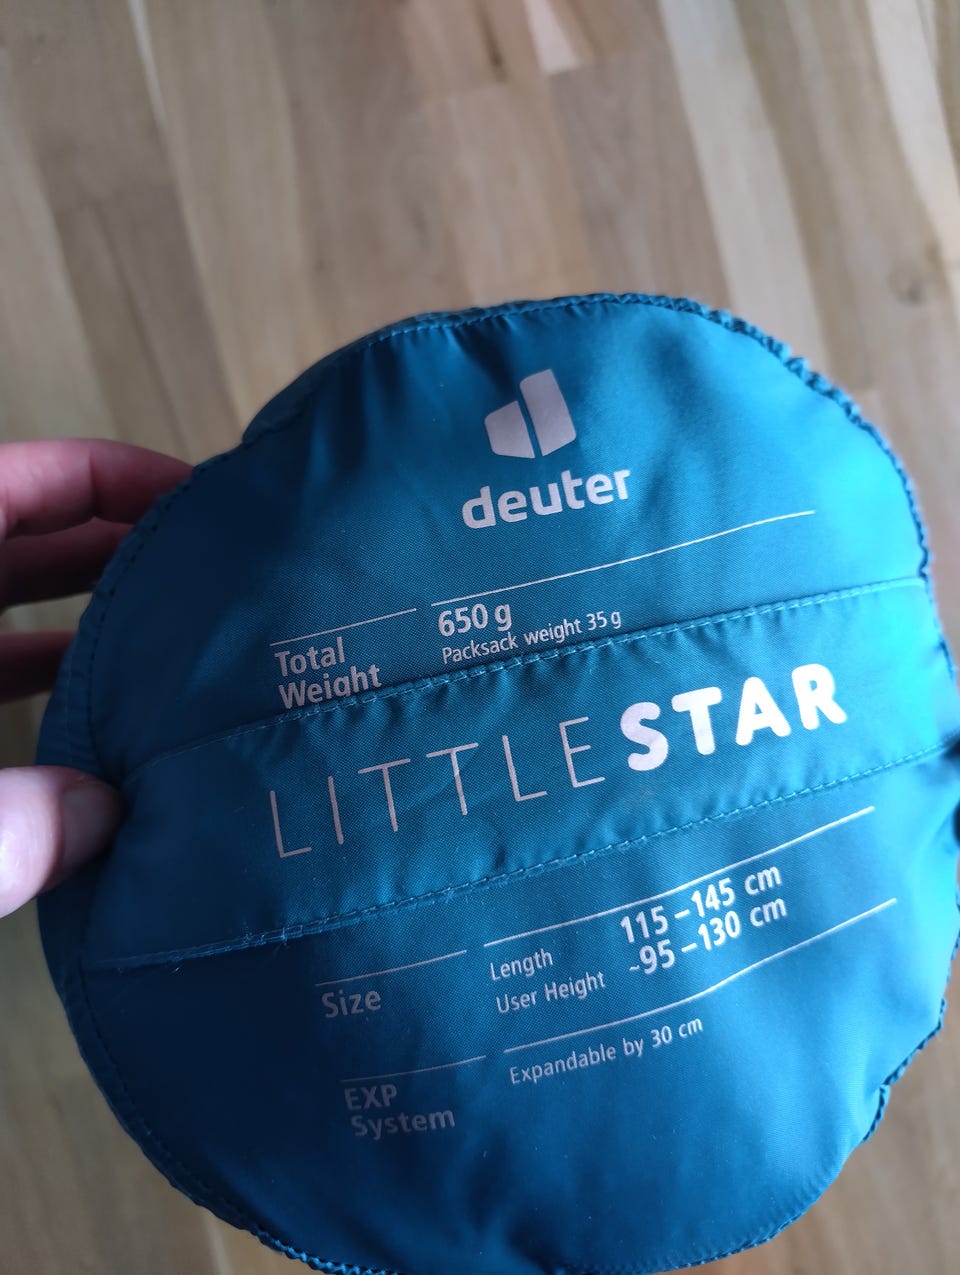 deuter
Total
Weight
650 g
Packsack weight 35 g
LITTLE STAR
Size
Length 115 – 145 cm
User Height ~95 – 130 cm
EXP
System
Expandable by 30 cm